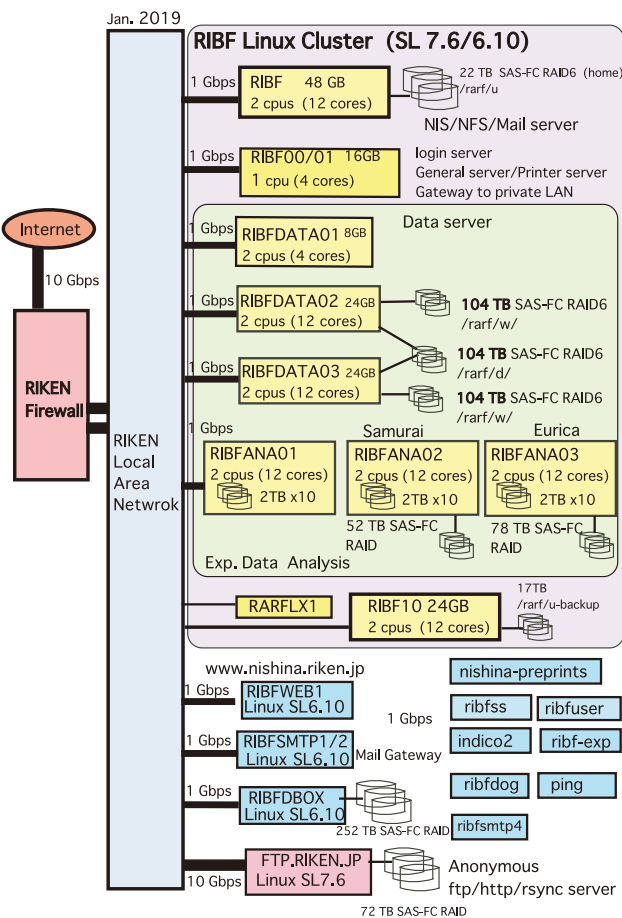 Jan. 2019
RIBF Linux Cluster (SL 7.6/6.10)
1 Gbps
RIBF 48 GB
2 cpus (12 cores)
22 TB SAS-FC RAID6 (home)
/rarf/u
NIS/NFS/Mail server
1 Gbps
RIBF00/01 16GB
1 cpu (4 cores)
login server
General server/Printer server
Gateway to private LAN
Data server
Internet
10 Gbps
RIKEN
Firewall
RIKEN
Local
Area
Netwrok
1 Gbps
RIBFDATA01 8GB
2 cpus (4 cores)
1 Gbps
RIBFDATA02 24GB
2 cpus (12 cores)
104 TB SAS-FC RAID6
/rarf/w/
104 TB SAS-FC RAID6
/rarf/d/
1 Gbps
RIBFDATA03 24GB
2 cpus (12 cores)
104 TB SAS-FC RAID6
/rarf/w/
1 Gbps
Samurai
Eurica
RIBFANA01
2 cpus (12 cores)
2TB x10
RIBFANA02
2 cpus (12 cores)
2TB x10
RIBFANA03
2 cpus (12 cores)
2TB x10
52 TB SAS-FC
RAID
78 TB SAS-FC
RAID
Exp. Data Analysis
RARFLX1
RIBF10 24GB
2 cpus (12 cores)
17TB
/rarf/u-backup
www.nishina.riken.jp
1 Gbps
RIBFWEB1
Linux SL6.10
1 Gbps
RIBFSMTP1/2
Linux SL6.10
Mail Gateway
1 Gbps
RIBFDBOX
Linux SL6.10
252 TB SAS-FC RAID
1 Gbps
nishina-preprints
ribfss
ribfuser
indico2
ribf-exp
ribfdog
ping
ribfsmtp4
10 Gbps
FTP.RIKEN.JP
Linux SL7.6
Anonymous
ftp/http/rsync server
72 TB SAS-FC RAID